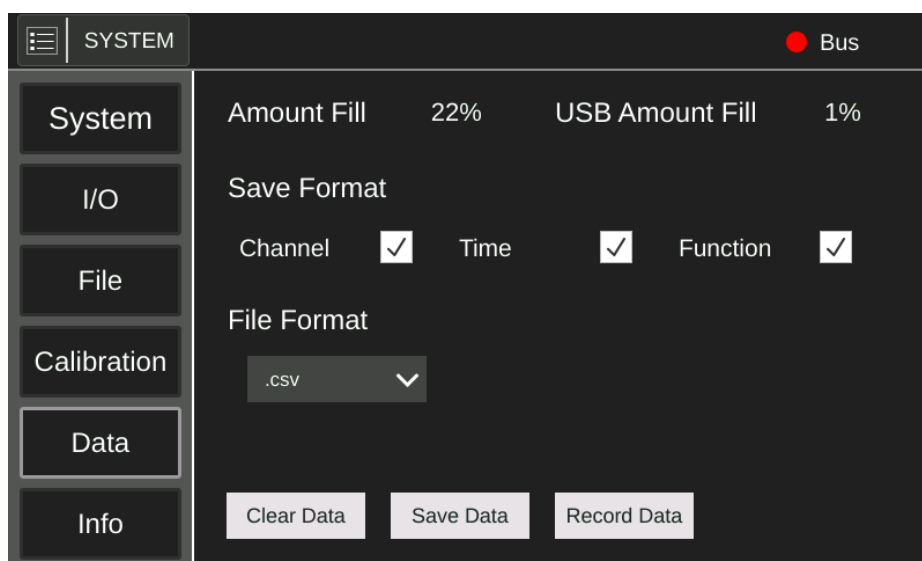 SYSTEM
Bus
System
I/O
File
Calibration
Data
Info
Amount Fill 22% USB Amount Fill 1%
Save Format
Channel Time Function
File Format
.csv
Clear Data Save Data Record Data